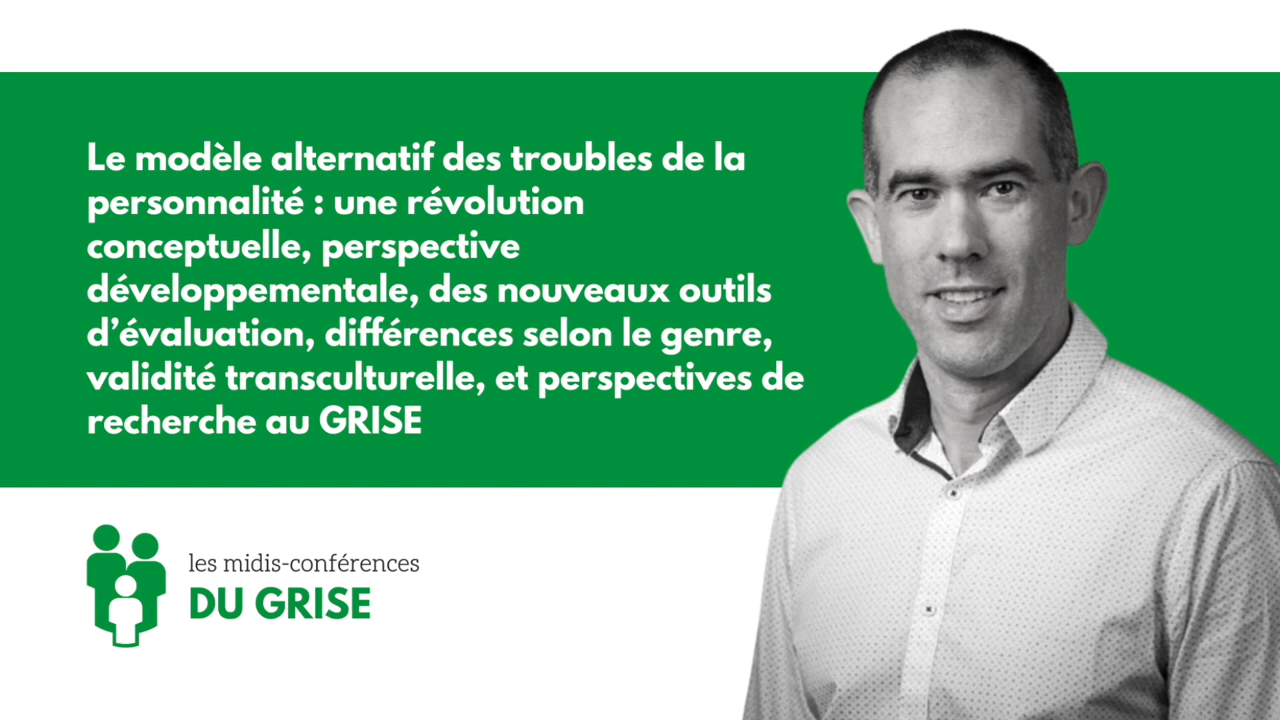 Le modèle alternatif des troubles de la
personnalité : une révolution
conceptuelle, perspective
développementale, des nouveaux outils
d’évaluation, différences selon le genre,
validité transculturelle, et perspectives de
recherche au GRISE
les midis-conférences
DU GRISE